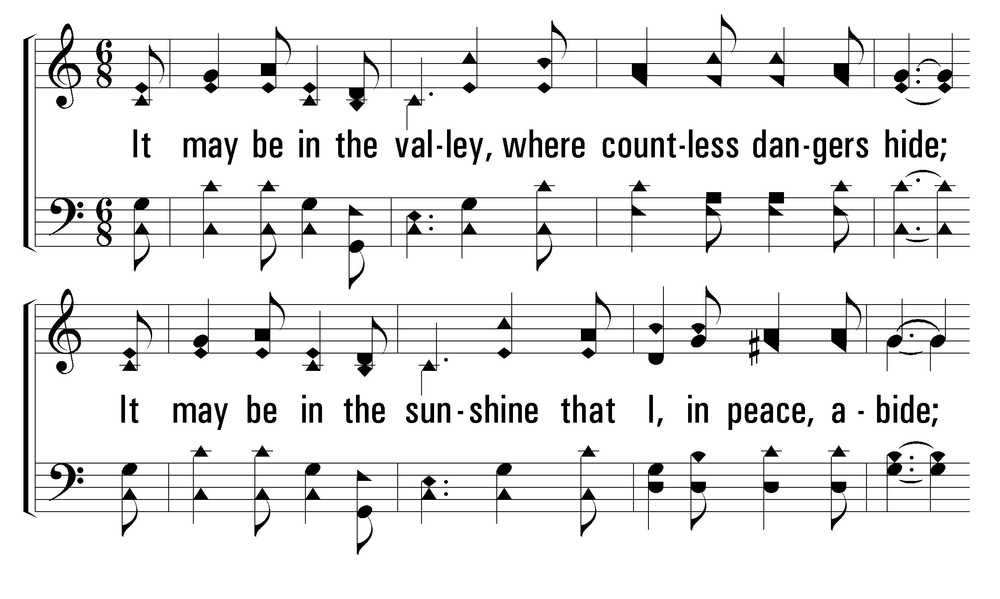 It may be in the val-ley, where count-less dan-gers hide;
It may be in the sun-shine that I, in peace, a-bide;